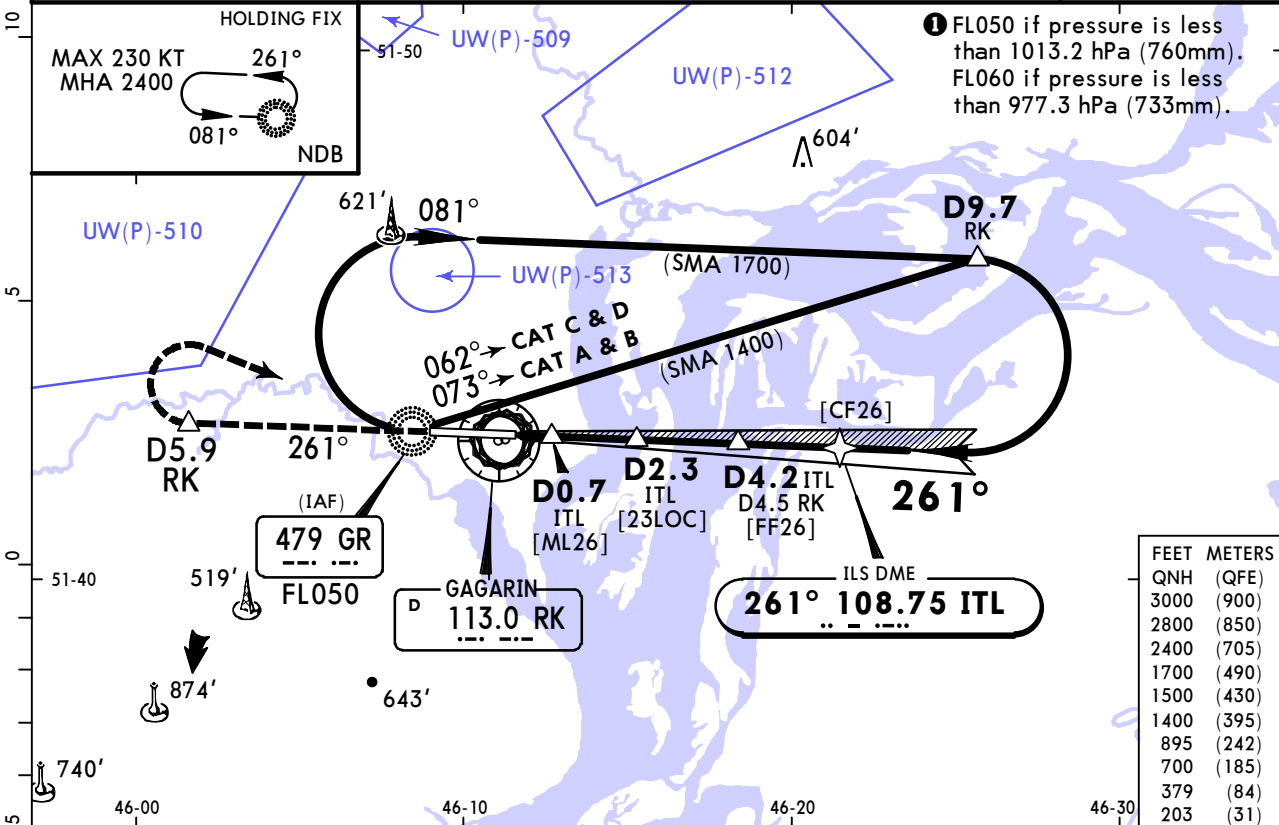 10
HOLDING FIX
MAX 230 KT
MHA 2400
261°
081°
NDB
UW(P)-509
51-50
UW(P)-512
❶ FL050 if pressure is less
than 1013.2 hPa (760mm).
FL060 if pressure is less
than 977.3 hPa (733mm).
604'
621'
081°
D9.7
RK
UW(P)-510
(SMA 1700)
UW(P)-513
5
062° → CAT C & D
073° → CAT A & B
(SMA 1400)
[CF26]
D5.9
RK
261°
D0.7
ITL
[ML26]
D2.3
ITL
[23LOC]
D4.2 ITL
D4.5 RK
[FF26]
261°
(IAF)
479 GR
FL050
GAGARIN
D 113.0 RK
ILS DME
261° 108.75 ITL
0
51-40
519'
874'
643'
740'
FEET METERS
QNH (QFE)
3000 (900)
2800 (850)
2400 (705)
1700 (490)
1500 (430)
1400 (395)
895 (242)
700 (185)
379 (84)
203 (31)
5
46-00
46-10
46-20
46-30